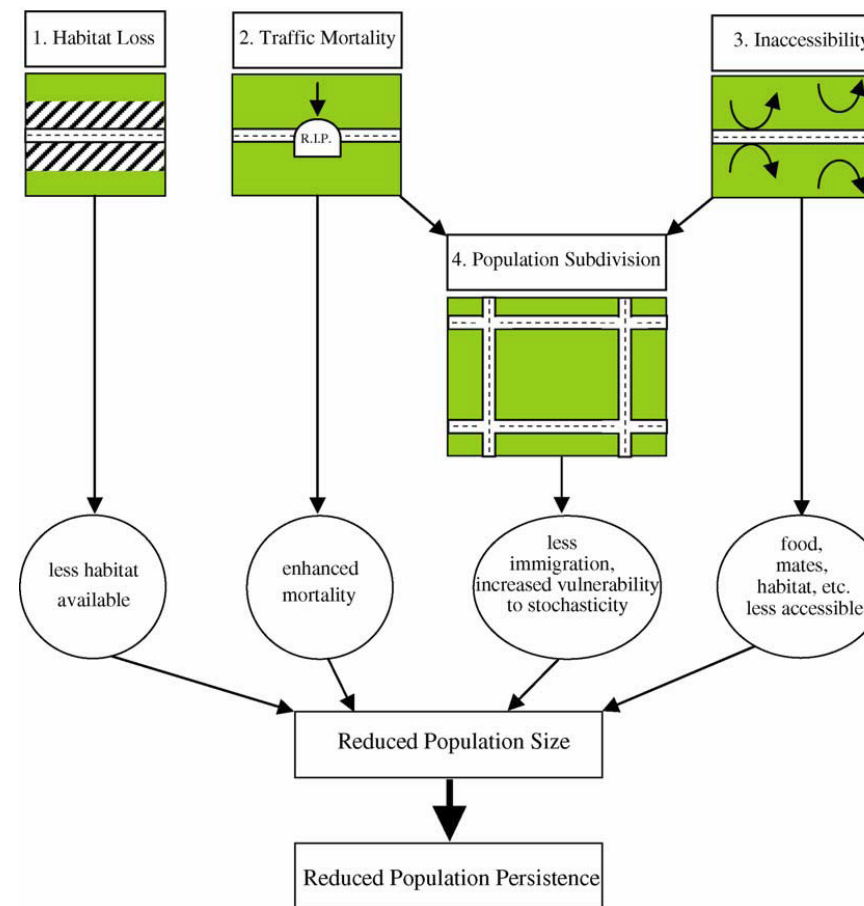 1. Habitat Loss
2. Traffic Mortality
3. Inaccessibility
R.I.P.
4. Population Subdivision
less habitat
available
enhanced
mortality
less
immigration,
increased vulnerability
to stochasticity
food,
mates,
habitat, etc.
less accessible
Reduced Population Size
Reduced Population Persistence